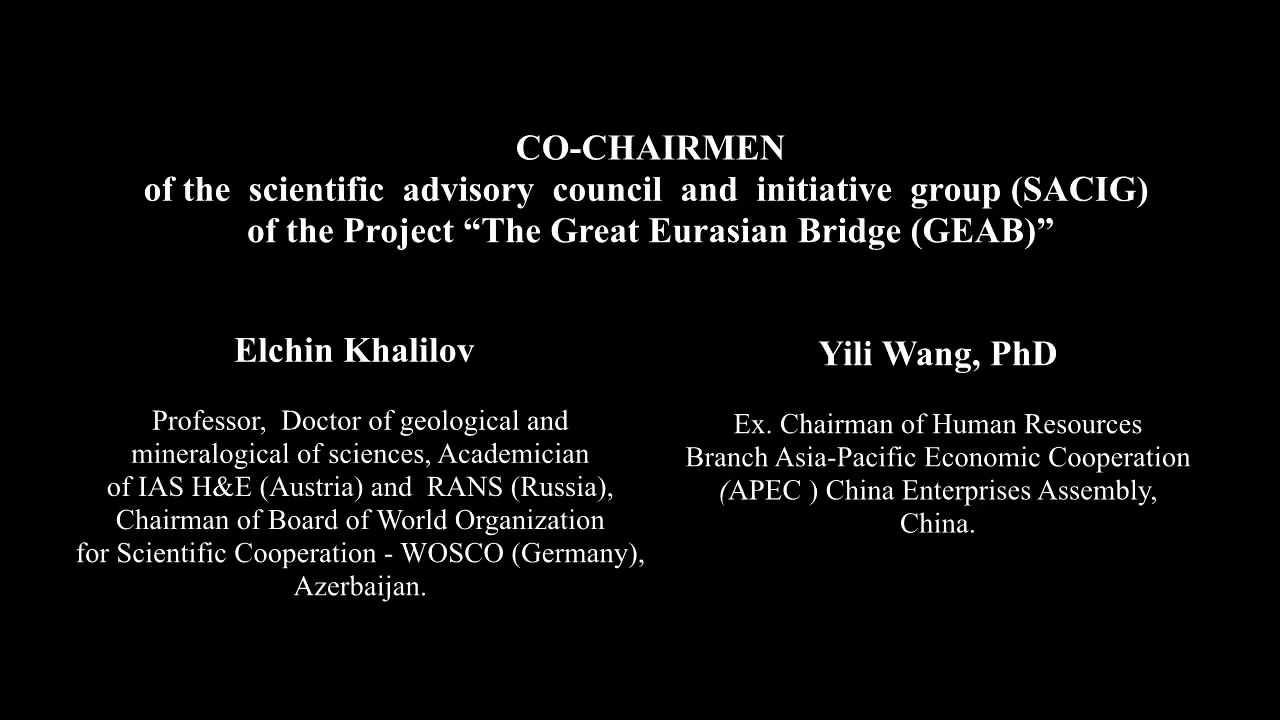 CO-CHAIRMEN
of the scientific advisory council and initiative group (SACIG)
of the Project “The Great Eurasian Bridge (GEAB)”
Elchin Khalilov
Professor, Doctor of geological and
mineralogical of sciences, Academician
of IAS H&E (Austria) and RANS (Russia),
Chairman of Board of World Organization
for Scientific Cooperation - WOSCO (Germany),
Azerbaijan.
Yili Wang, PhD
Ex. Chairman of Human Resources
Branch Asia-Pacific Economic Cooperation
(APEC ) China Enterprises Assembly,
China.